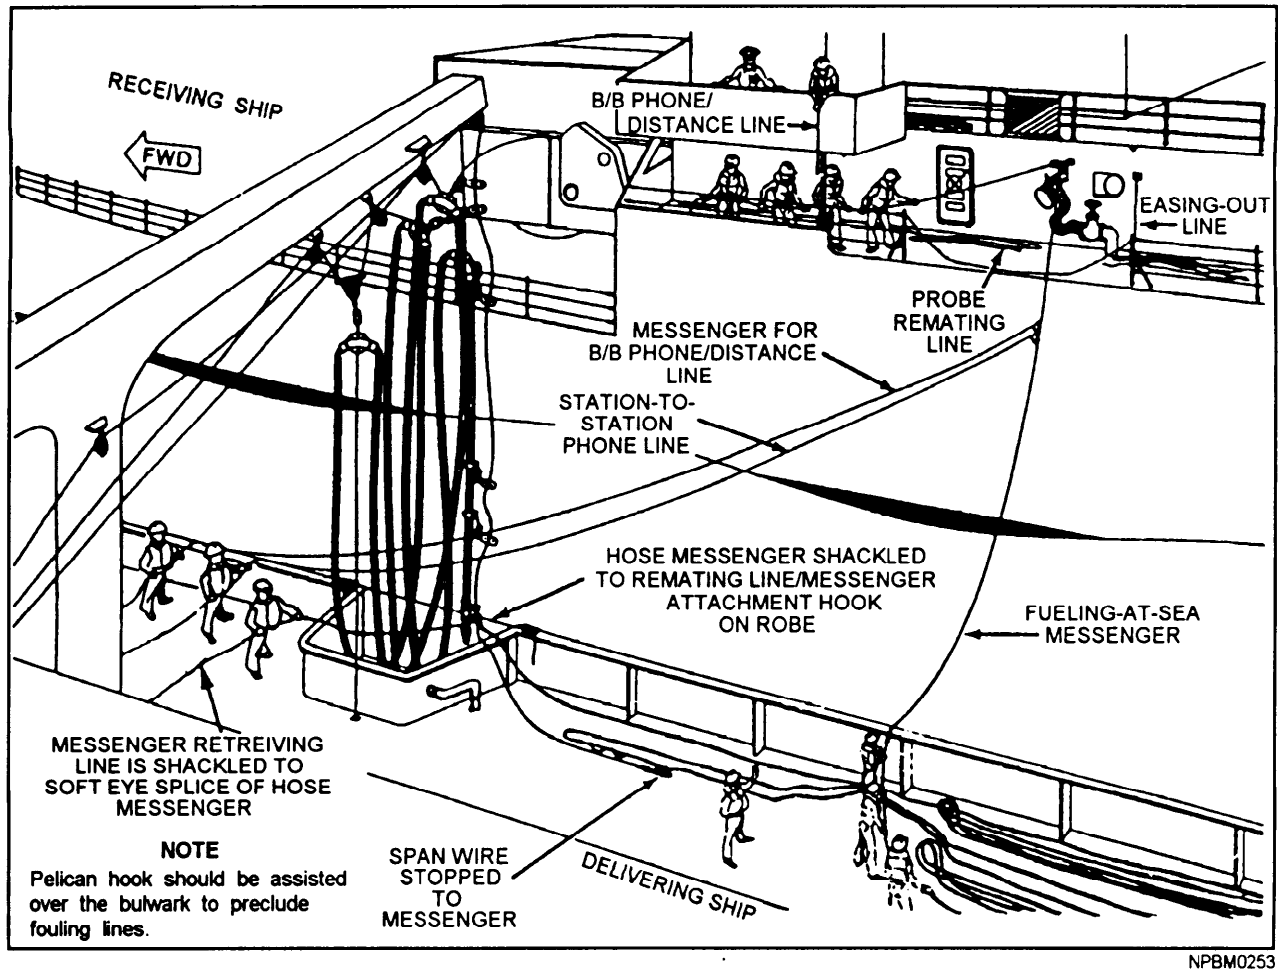 RECEIVING SHIP
FWD
B/B PHONE/
DISTANCE LINE
EASING-OUT
LINE
PROBE
REMATING
LINE
MESSENGER FOR
B/B PHONE/DISTANCE
LINE
STATION-TO-
STATION
PHONE LINE
HOSE MESSENGER SHACKLED
TO REMATING LINE/MESSENGER
ATTACHMENT HOOK
ON ROBE
FUELING-AT-SEA
MESSENGER
MESSENGER RETREIVING
LINE IS SHACKLED TO
SOFT EYE SPLICE OF HOSE
MESSENGER
NOTE
Pelican hook should be assisted
over the bulwark to preclude
fouling lines.
SPAN WIRE
STOPPED
TO
MESSENGER
DELIVERING SHIP
NPBM0253